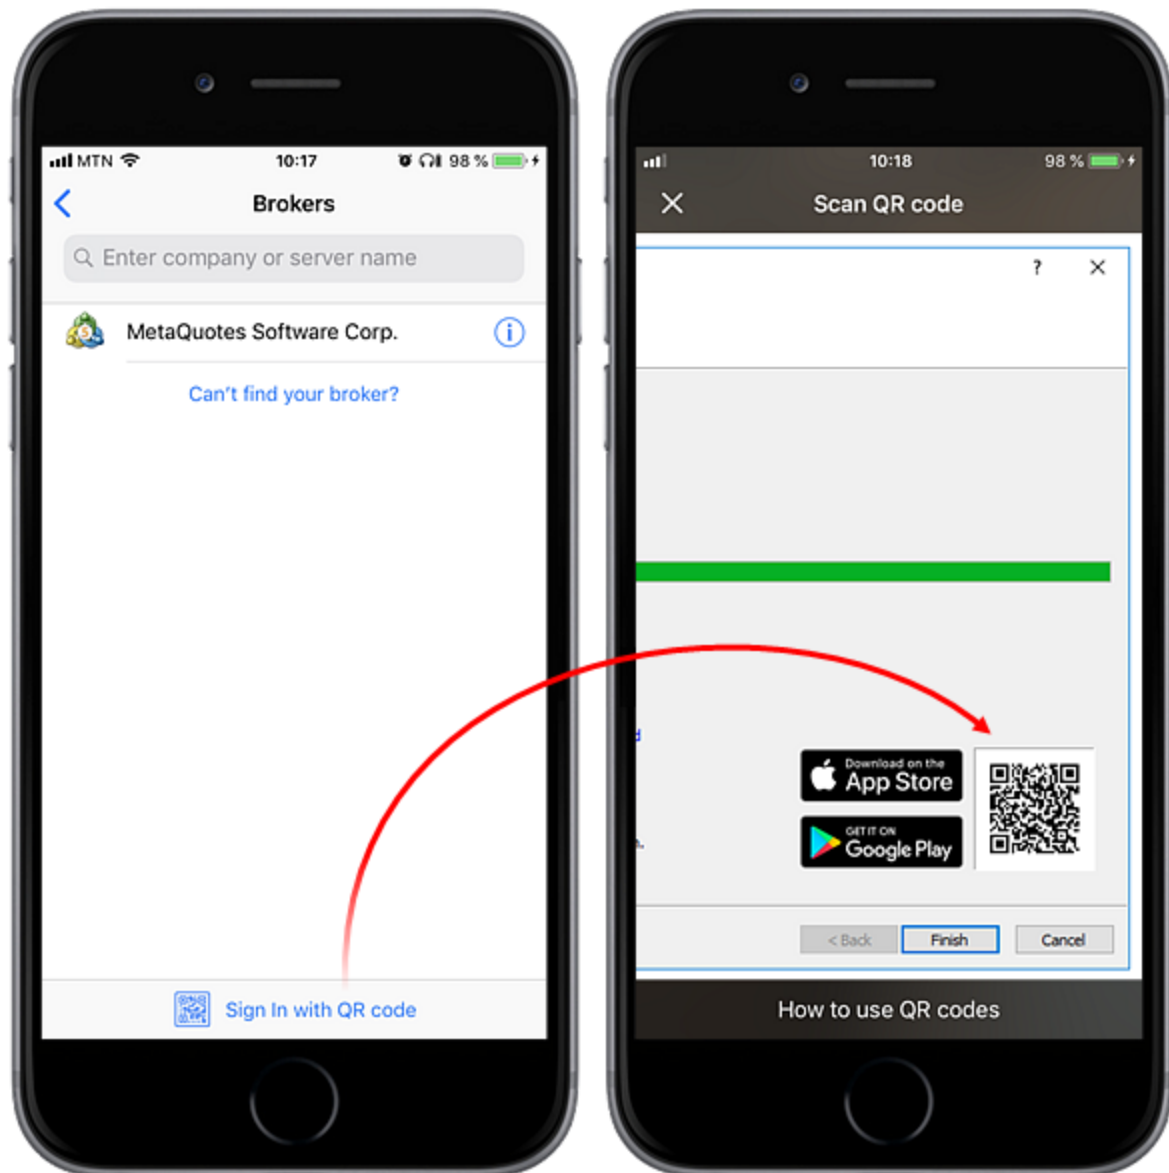 MTN 10:17 98 %
Brokers
Enter company or server name
MetaQuotes Software Corp.
Can't find your broker?
Sign In with QR code
10:18 98 %
Scan QR code
?
Download on the
App Store
GET IT ON
Google Play
< Back Finish Cancel
How to use QR codes